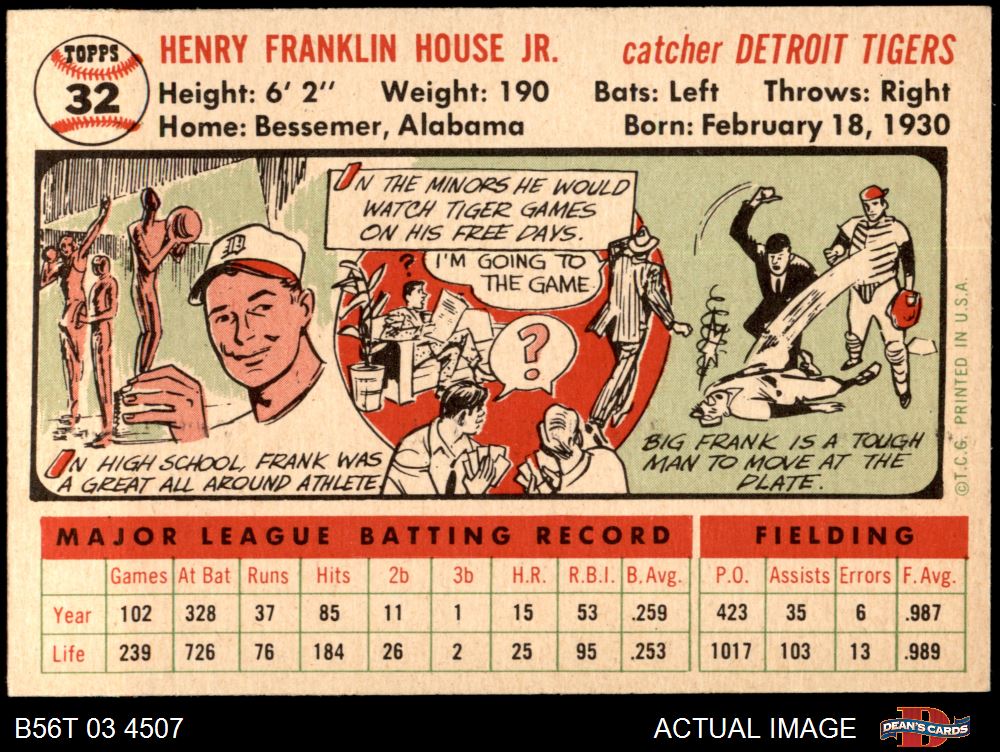 TOPPS
32
HENRY FRANKLIN HOUSE JR. catcher DETROIT TIGERS
Height: 6' 2" Weight: 190 Bats: Left Throws: Right
Home: Bessemer, Alabama Born: February 18, 1930
D
IN HIGH SCHOOL, FRANK WAS
A GREAT ALL AROUND ATHLETE.
IN THE MINORS HE WOULD
WATCH TIGER GAMES
ON HIS FREE DAYS.
I'M GOING TO
THE GAME
?
?
BIG FRANK IS A TOUGH
MAN TO MOVE AT THE
PLATE.
©T.C.G. PRINTED IN U.S.A.
MAJOR LEAGUE BATTING RECORD FIELDING
Games At Bat Runs Hits 2b 3b H.R. R.B.I. B. Avg. P.O. Assists Errors F. Avg.
Year 102 328 37 85 11 1 15 53 .259 423 35 6 .987
Life 239 726 76 184 26 2 25 95 .253 1017 103 13 .989
B56T 03 4507 ACTUAL IMAGE DEAN'S CARDS